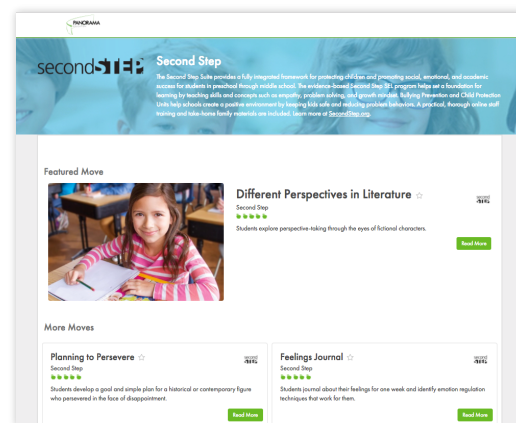 PANORAMA
secondSTEP
Second Step
The Second Step Suite provides a fully integrated framework for protecting children and promoting social, emotional, and academic
success for students in preschool through middle school. The evidence-based Second Step SEL program helps set a foundation for
learning by teaching skills and concepts such as empathy, problem solving, and growth mindset. Bullying Prevention and Child Protection
Units help schools create a positive environment by keeping kids safe and reducing problem behaviors. A practical, thorough online staff
training and take-home family materials are included. Learn more at SecondStep.org.
Featured Move
Different Perspectives in Literature
Second Step
second STEP
Students explore perspective-taking through the eyes of fictional characters.
Read More
More Moves
Planning to Persevere
Second Step
second STEP
Students develop a goal and simple plan for a historical or contemporary figure
who persevered in the face of disappointment.
Read More
Feelings Journal
Second Step
second STEP
Students journal about their feelings for one week and identify emotion regulation
techniques that work for them.
Read More